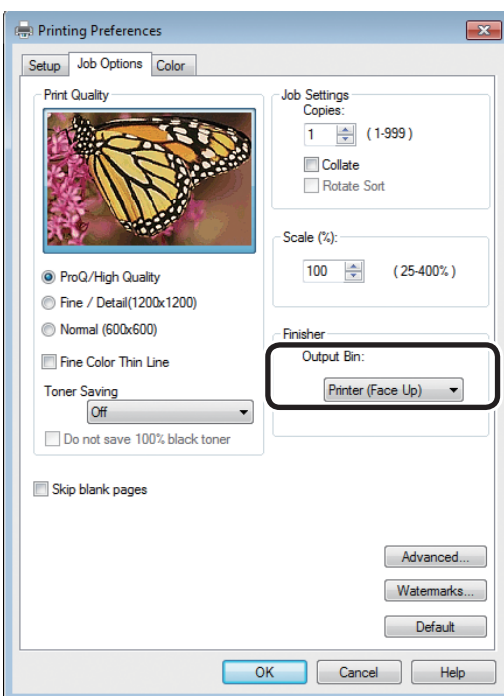 Printing Preferences
Setup Job Options Color
Print Quality
ProQ/High Quality
Fine / Detail(1200x1200)
Normal (600x600)
Fine Color Thin Line
Toner Saving
Off
Do not save 100% black toner
Skip blank pages
Job Settings
Copies:
1 (1-999)
Collate
Rotate Sort
Scale (%):
100 (25-400%)
Finisher
Output Bin:
Printer (Face Up)
Advanced...
Watermarks...
Default
OK Cancel Help